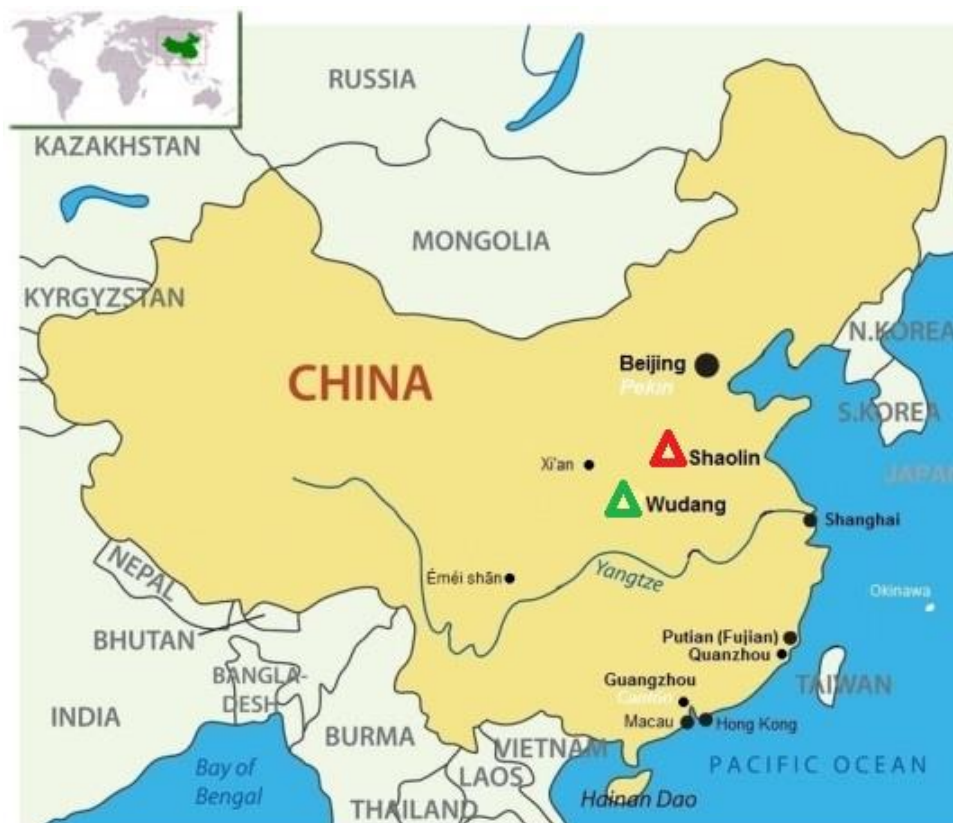 RUSSIA
KAZAKHSTAN
MONGOLIA
KYRGYZSTAN
N.KOREA
Beijing
Pekin
CHINA
S.KOREA
Shaolin
Xi'an
JAPAN
Wudang
Shanghai
NEPAL
Éméi shān
Yangtze
Okinawa
BHUTAN
Putian (Fujian)
Quanzhou
BANGLA-
DESH
Guangzhou
TAIWAN
Cantón
INDIA
Macau
Hong Kong
BURMA
VIETNAM
Bay of
Bengal
PACIFIC OCEAN
LAOS
THAILAND
Hainan Dao